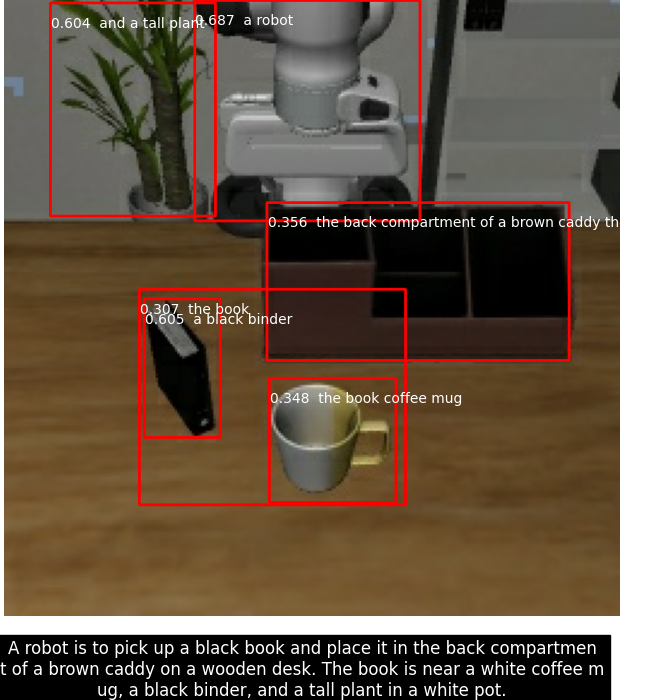 0.604  and a tall plant
0.687  a robot
0.356  the back compartment of a brown caddy th
0.307  the book
0.605  a black binder
0.348  the book coffee mug
A robot is to pick up a black book and place it in the back compartmen
t of a brown caddy on a wooden desk. The book is near a white coffee m
ug, a black binder, and a tall plant in a white pot.